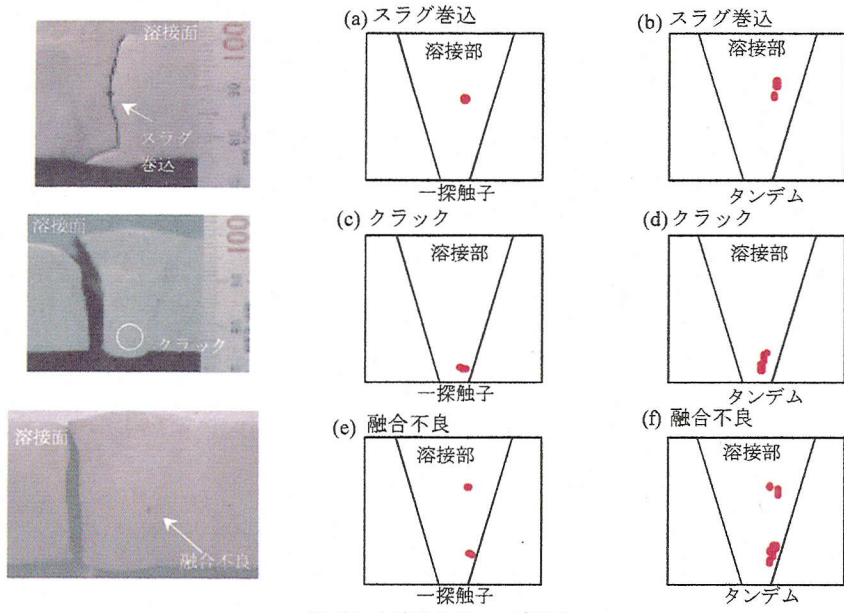 溶接面
100
90
スラグ
巻込
(a) スラグ巻込
溶接部
一探触子
(b) スラグ巻込
溶接部
タンデム
溶接面
100
クラック
(c) クラック
溶接部
一探触子
(d) クラック
溶接部
タンデム
溶接面
融合不良
(e) 融合不良
溶接部
一探触子
(f) 融合不良
溶接部
タンデム